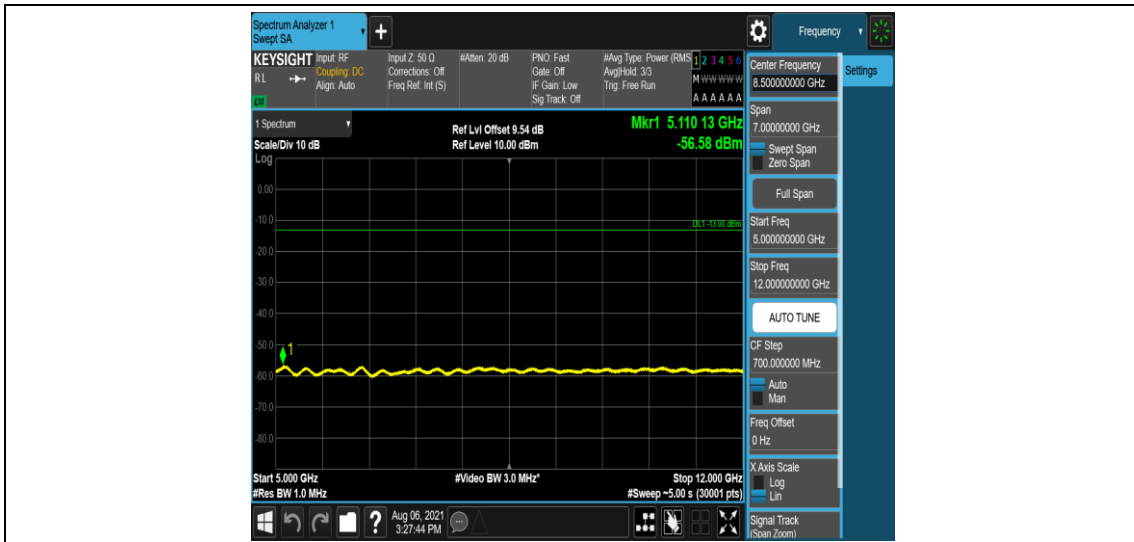 Spectrum Analyzer 1
Swept SA
+
Frequency
KEYSIGHT
RL
LM
Input: RF
Coupling: DC
Align: Auto
Input Z: 50 Ω
Corrections: Off
Freq Ref: Int (S)
#Atten: 20 dB
PNO: Fast
Gate: Off
IF Gain: Low
Sig Track: Off
#Avg Type: Power (RMS
Avg|Hold: 3/3
Trig: Free Run
1 2 3 4 5 6
M W W W W W
A A A A A A
1 Spectrum
Scale/Div 10 dB
Ref Lvl Offset 9.54 dB
Ref Level 10.00 dBm
Mkr1 5.110 13 GHz
-56.58 dBm
Log
0.00
-10.0
DL1 -13.00 dBm
-20.0
-30.0
-40.0
-50.0
1
-60.0
-70.0
-80.0
Start 5.000 GHz
#Res BW 1.0 MHz
#Video BW 3.0 MHz*
Stop 12.000 GHz
#Sweep ~5.00 s (30001 pts)
Aug 06, 2021
3:27:44 PM
Center Frequency
8.500000000 GHz
Settings
Span
7.00000000 GHz
Swept Span
Zero Span
Full Span
Start Freq
5.000000000 GHz
Stop Freq
12.000000000 GHz
AUTO TUNE
CF Step
700.000000 MHz
Auto
Man
Freq Offset
0 Hz
X Axis Scale
Log
Lin
Signal Track
(Span Zoom)